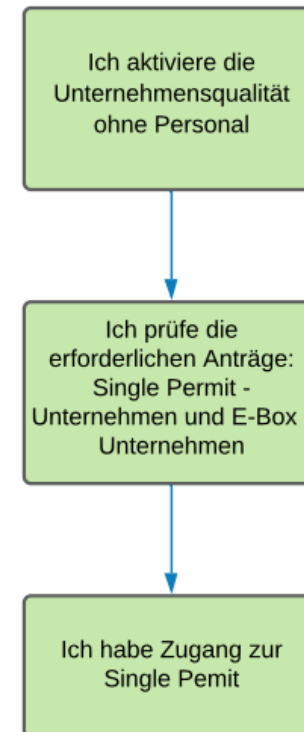 Ich aktiviere die
Unternehmensqualität
ohne Personal
Ich prüfe die
erforderlichen Anträge:
Single Permit -
Unternehmen und E-Box
Unternehmen
Ich habe Zugang zur
Single Pemit